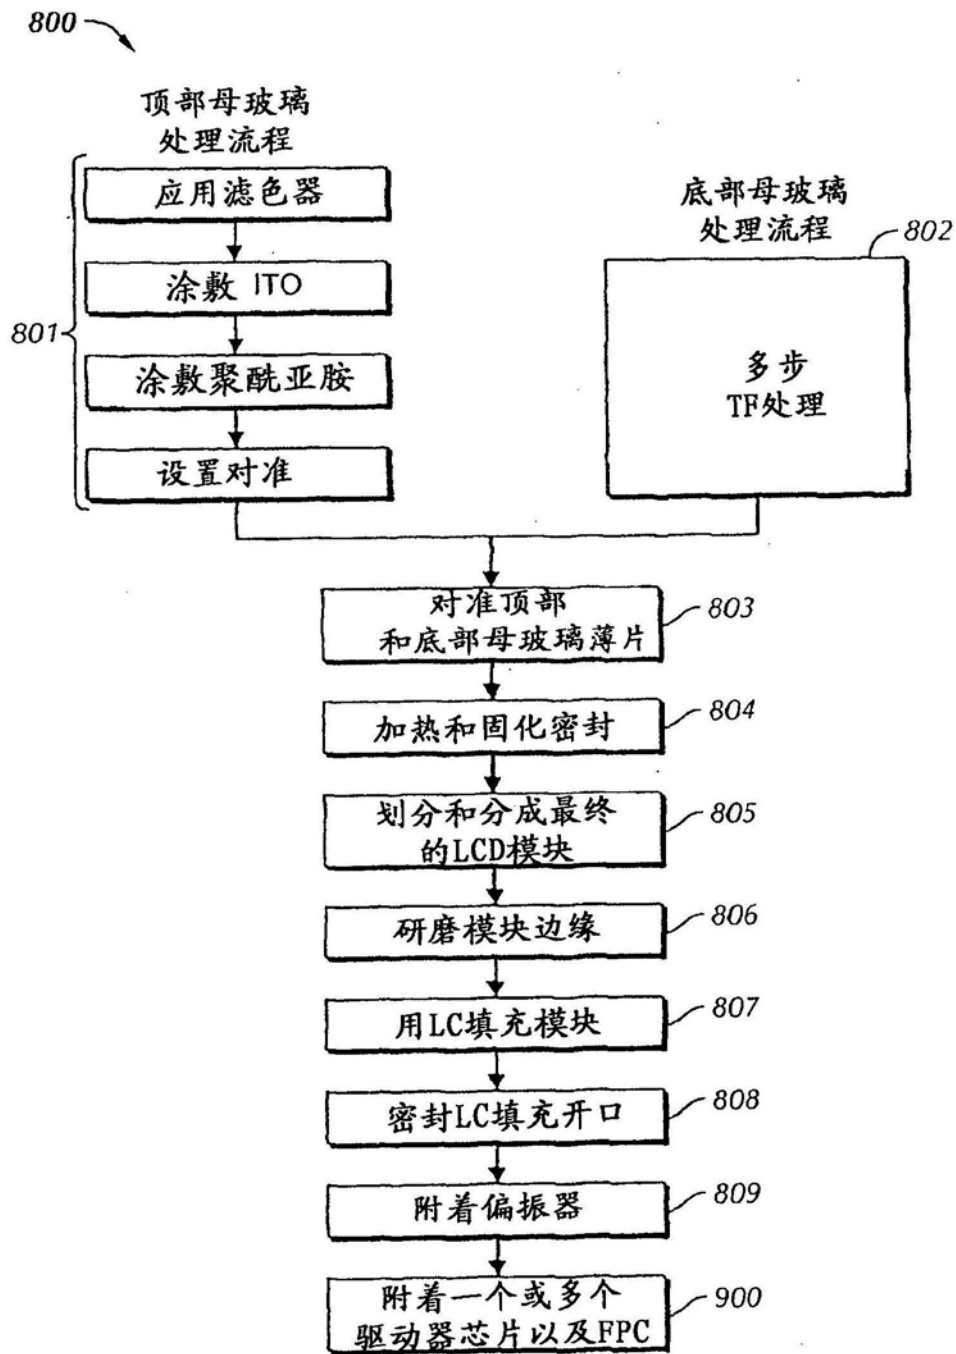 800
顶部母玻璃
处理流程
801
应用滤色器
涂敷 ITO
涂敷聚酰亚胺
设置对准
底部母玻璃
处理流程
802
多步
TF处理
对准顶部
和底部母玻璃薄片
803
加热和固化密封
804
划分和分成最终
的LCD模块
805
研磨模块边缘
806
用LC填充模块
807
密封LC填充开口
808
附着偏振器
809
附着一个或多个
驱动器芯片以及FPC
900